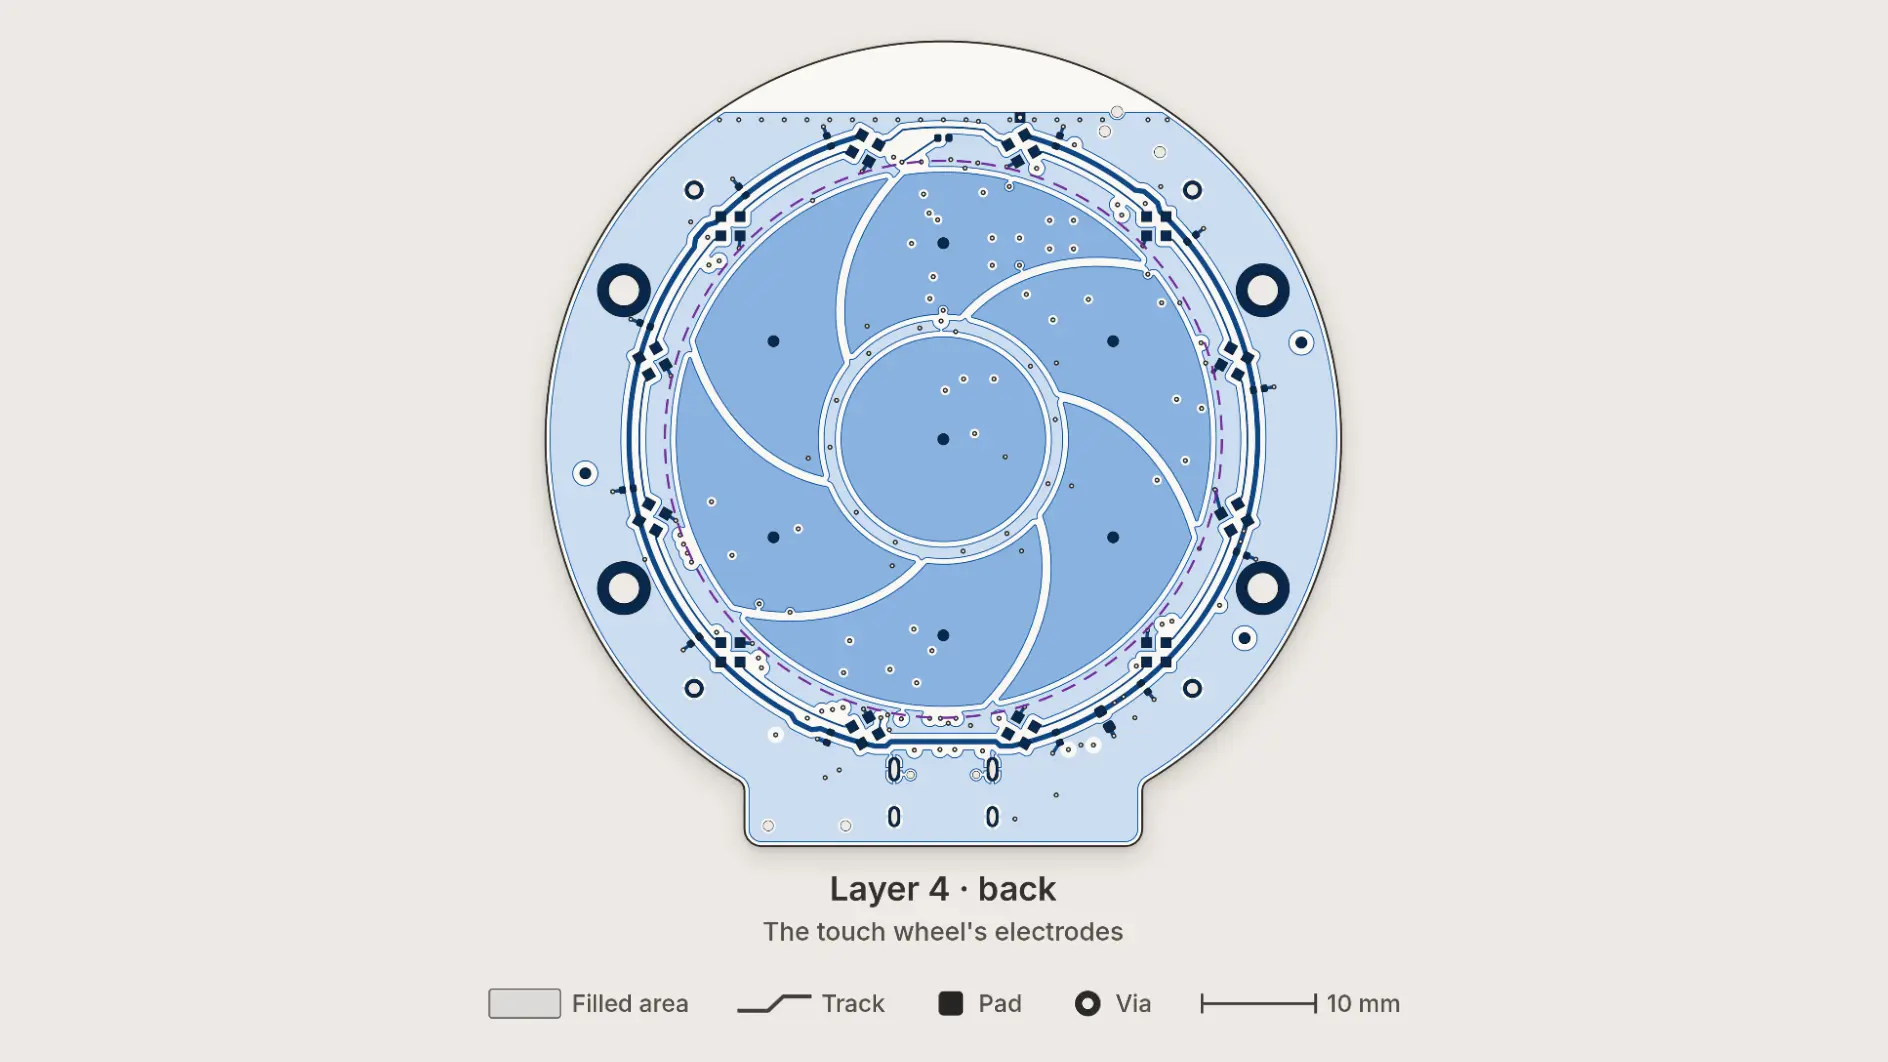 Layer 4 · back
The touch wheel's electrodes
Filled area Track Pad Via 10 mm